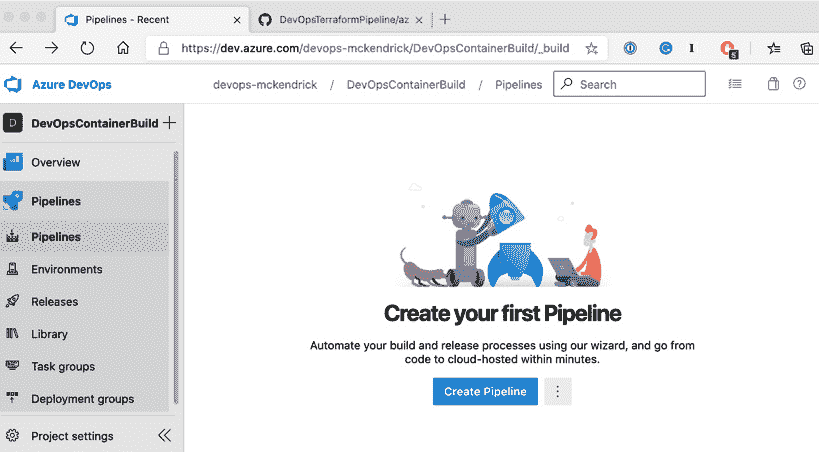 Pipelines - Recent
DevOpsTerraformPipeline/az
https://dev.azure.com/devops-mckendrick/DevOpsContainerBuild/_build
5
Azure DevOps
devops-mckendrick / DevOpsContainerBuild / Pipelines
Search
D DevOpsContainerBuild
Overview
Pipelines
Pipelines
Environments
Releases
Library
Task groups
Deployment groups
Project settings
Create your first Pipeline
Automate your build and release processes using our wizard, and go from
code to cloud-hosted within minutes.
Create Pipeline